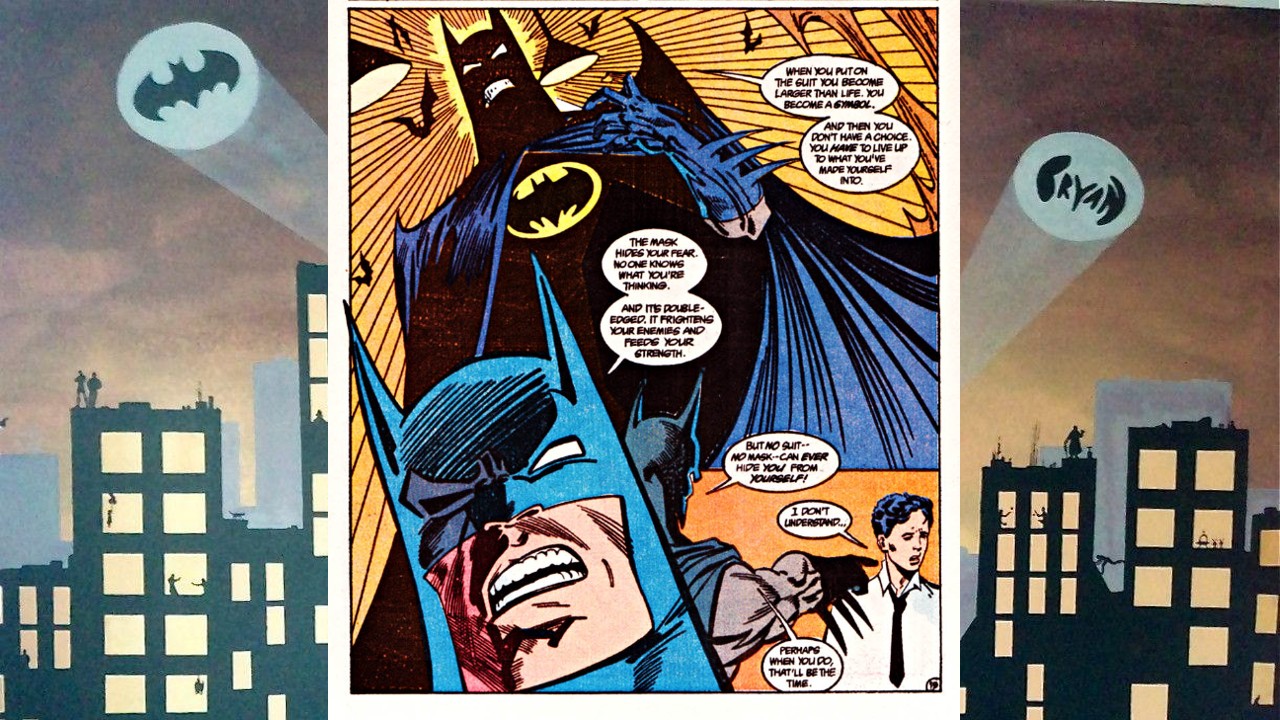 WHEN YOU PUT ON
THE SUIT YOU BECOME
LARGER THAN LIFE. YOU
BECOME A SYMBOL.
AND THEN YOU
DON'T HAVE A CHOICE.
YOU HAVE TO LIVE UP
TO WHAT YOU'VE
MADE YOURSELF
INTO.
THE MASK
HIDES YOUR FEAR.
NO ONE KNOWS
WHAT YOU'RE
THINKING.
AND IT'S DOUBLE-
EDGED. IT FRIGHTENS
YOUR ENEMIES AND
FEEDS YOUR
STRENGTH.
BUT NO SUIT--
NO MASK--CAN EVER
HIDE YOU FROM
YOURSELF!
I DON'T
UNDERSTAND...
PERHAPS
WHEN YOU DO,
THAT'LL BE THE
TIME.
RYAN